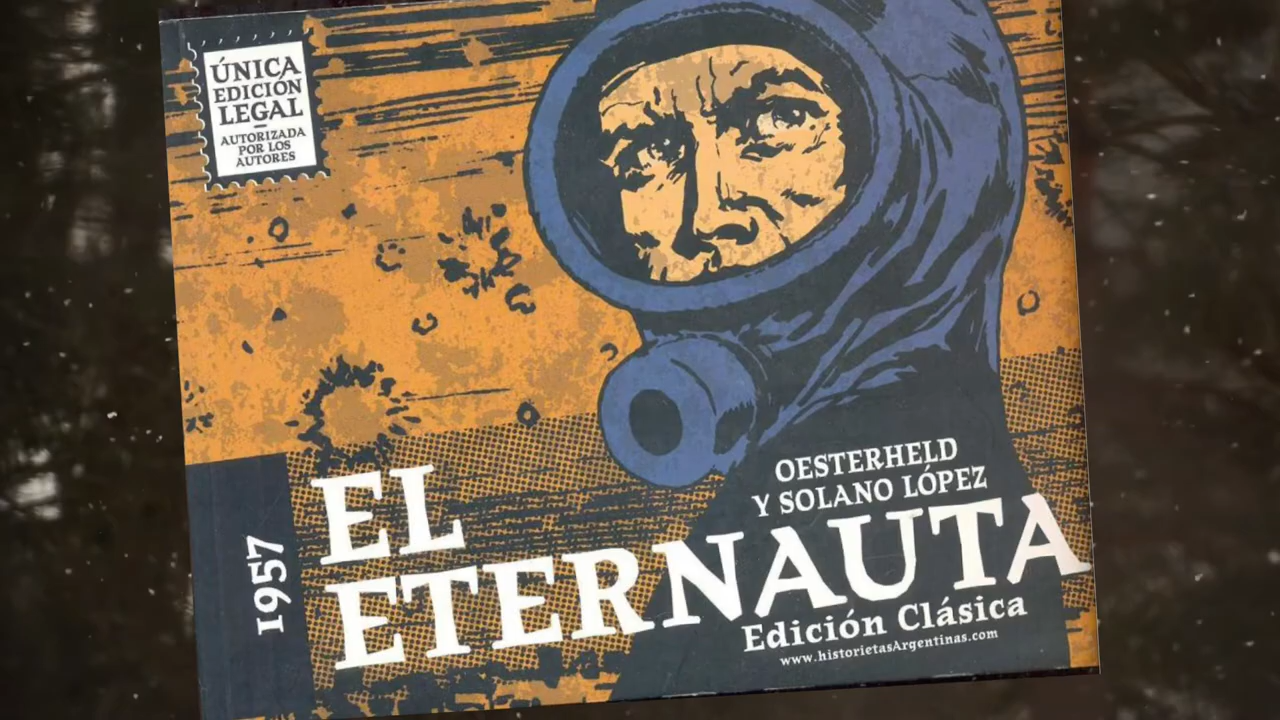 ÚNICA
EDICIÓN
LEGAL
–
AUTORIZADA
POR LOS
AUTORES
OESTERHELD
Y SOLANO LÓPEZ
1957
EL
ETERNAUTA
Edición Clásica
www.historietasArgentinas.com